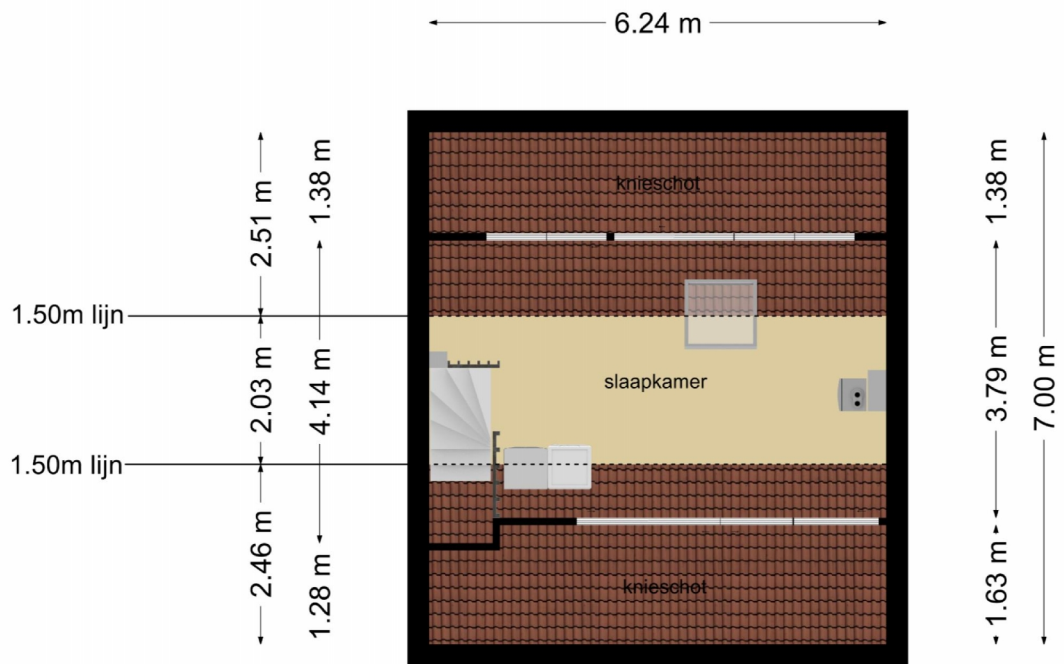 6.24 m
2.51 m
1.38 m
1.38 m
knieschot
1.50m lijn
2.03 m
4.14 m
slaapkamer
3.79 m
7.00 m
1.50m lijn
2.46 m
1.28 m
knieschot
1.63 m